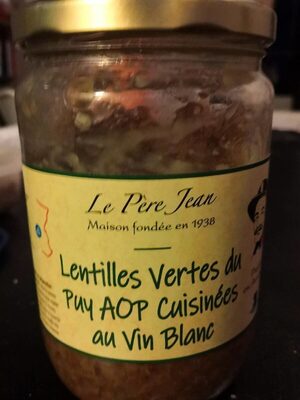 Le Père Jean
Maison fondée en 1938
Lentilles Vertes du
Puy AOP Cuisinées
au Vin Blanc